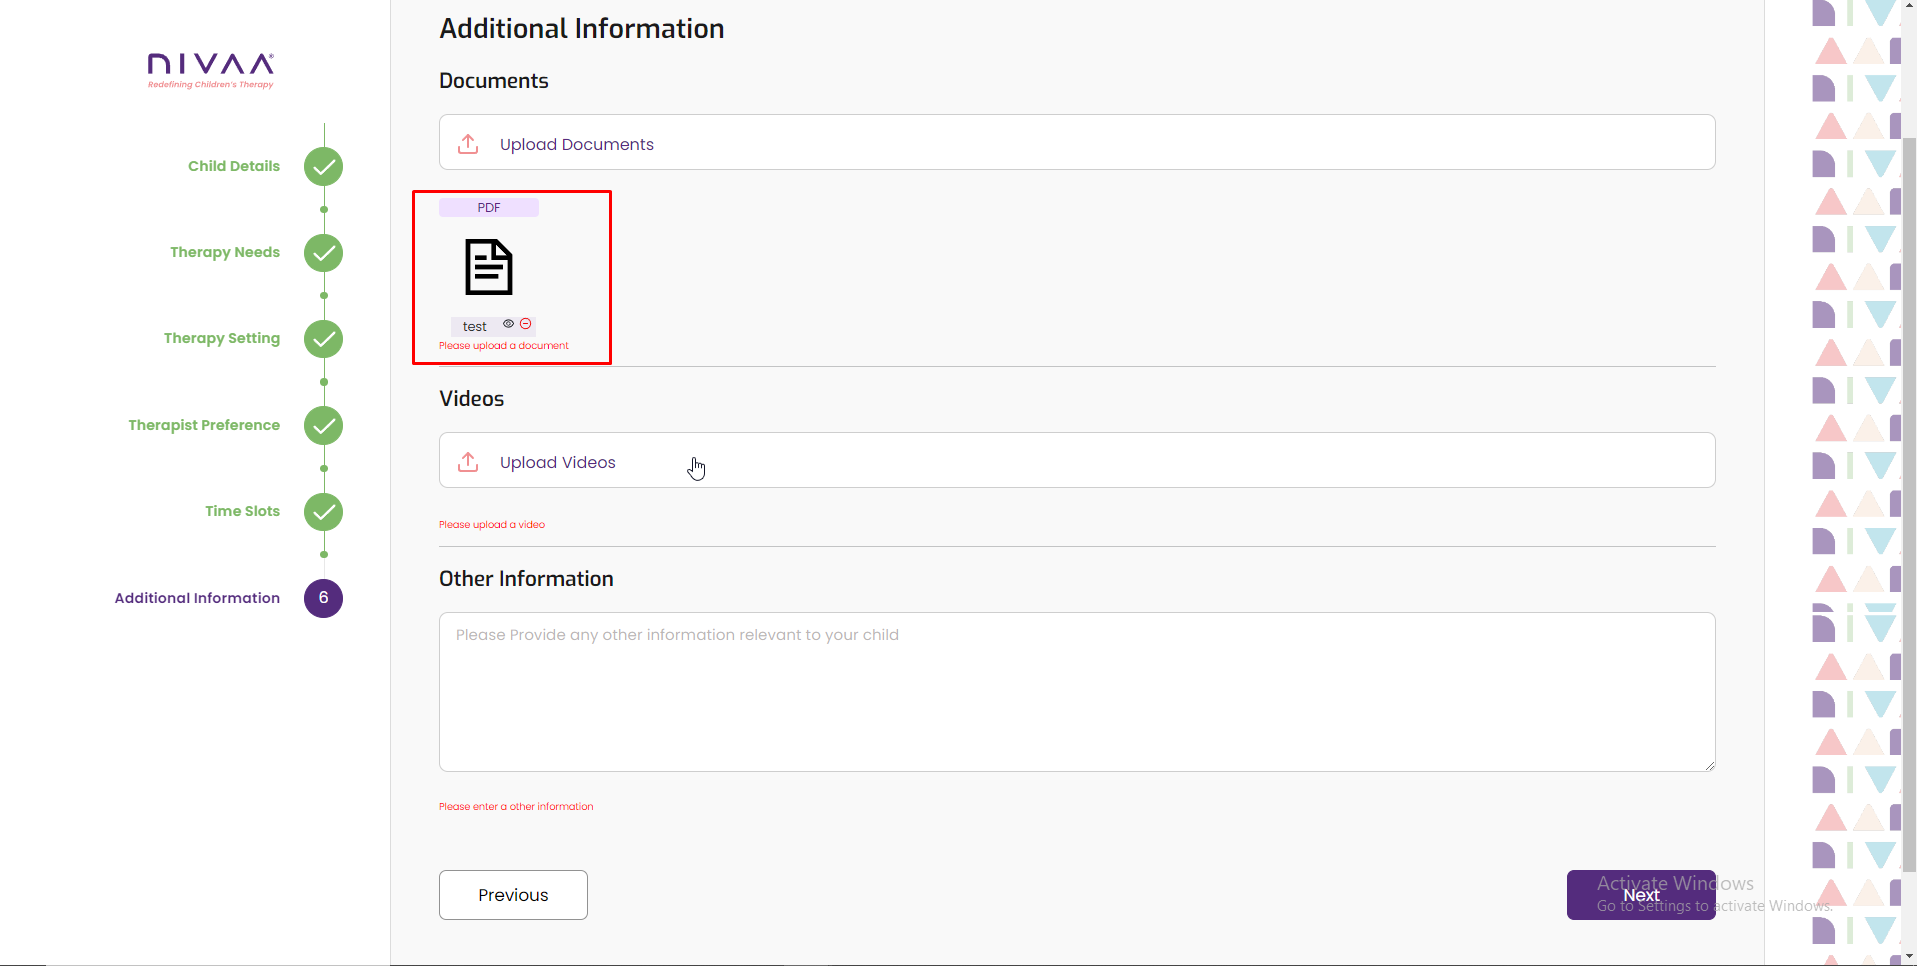 NIVAA®
Redefining Children's Therapy
Child Details
Therapy Needs
Therapy Setting
Therapist Preference
Time Slots
Additional Information
6
Additional Information
Documents
Upload Documents
PDF
test
Please upload a document
Videos
Upload Videos
Please upload a video
Other Information
Please Provide any other information relevant to your child
Please enter a other information
Previous
Next
Activate Windows
Go to Settings to activate Windows.